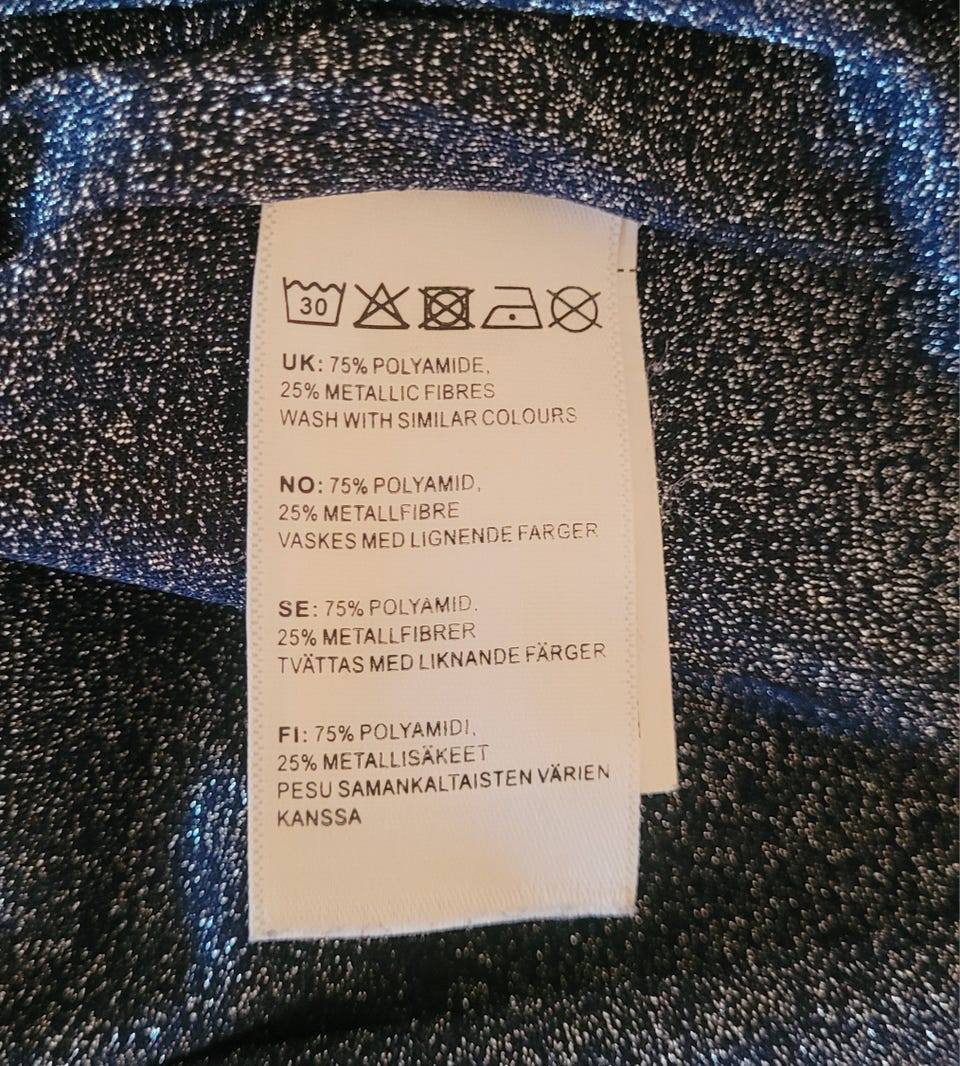 30
UK: 75% POLYAMIDE,
25% METALLIC FIBRES
WASH WITH SIMILAR COLOURS
NO: 75% POLYAMID,
25% METALLFIBRE
VASKES MED LIGNENDE FARGER
SE: 75% POLYAMID.
25% METALLFIBRER
TVÄTTAS MED LIKNANDE FÄRGER
FI: 75% POLYAMIDI,
25% METALLISÄKEET
PESU SAMANKALTAISTEN VÄRIEN
KANSSA